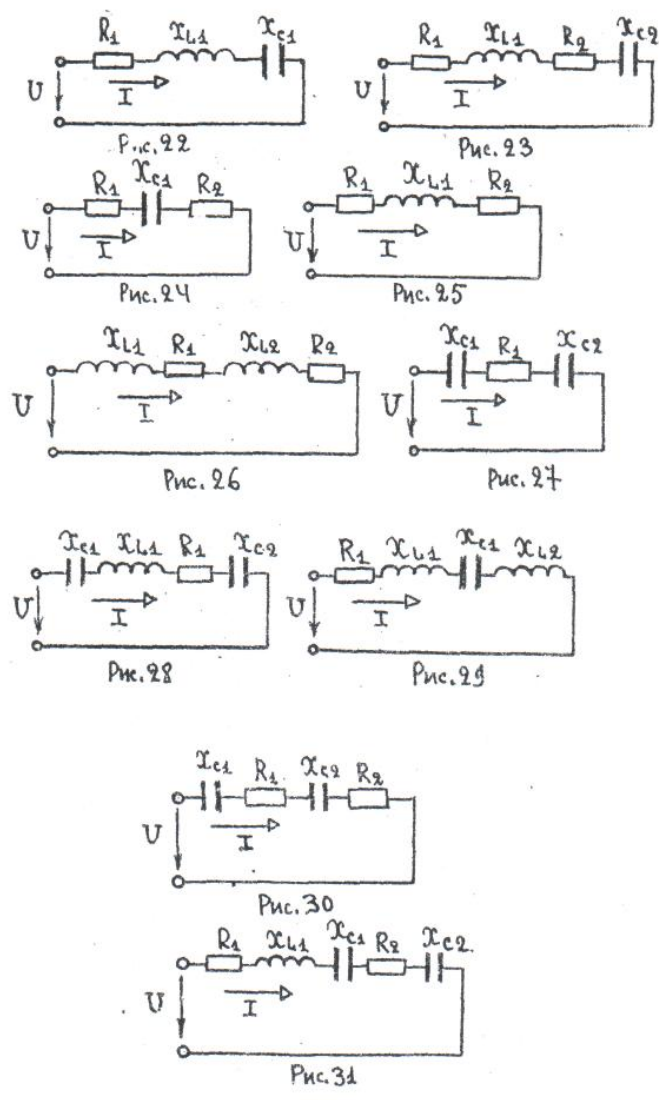 R1 XL1 XC1
U I
Рис.22
R1 XL1 R2 XC2
U I
Рис.23
R1 XC1 R2
U I
Рис.24
R1 XL1 R2
U I
Рис.25
XL1 R1 XL2 R2
U I
Рис.26
XC1 R1 XC2
U I
Рис.27
XC1 XL1 R1 XC2
U I
Рис.28
R1 XL1 XC1 XL2
U I
Рис.29
XC1 R1 XC2 R2
U I
Рис.30
R1 XL1 XC1 R2 XC2
U I
Рис.31